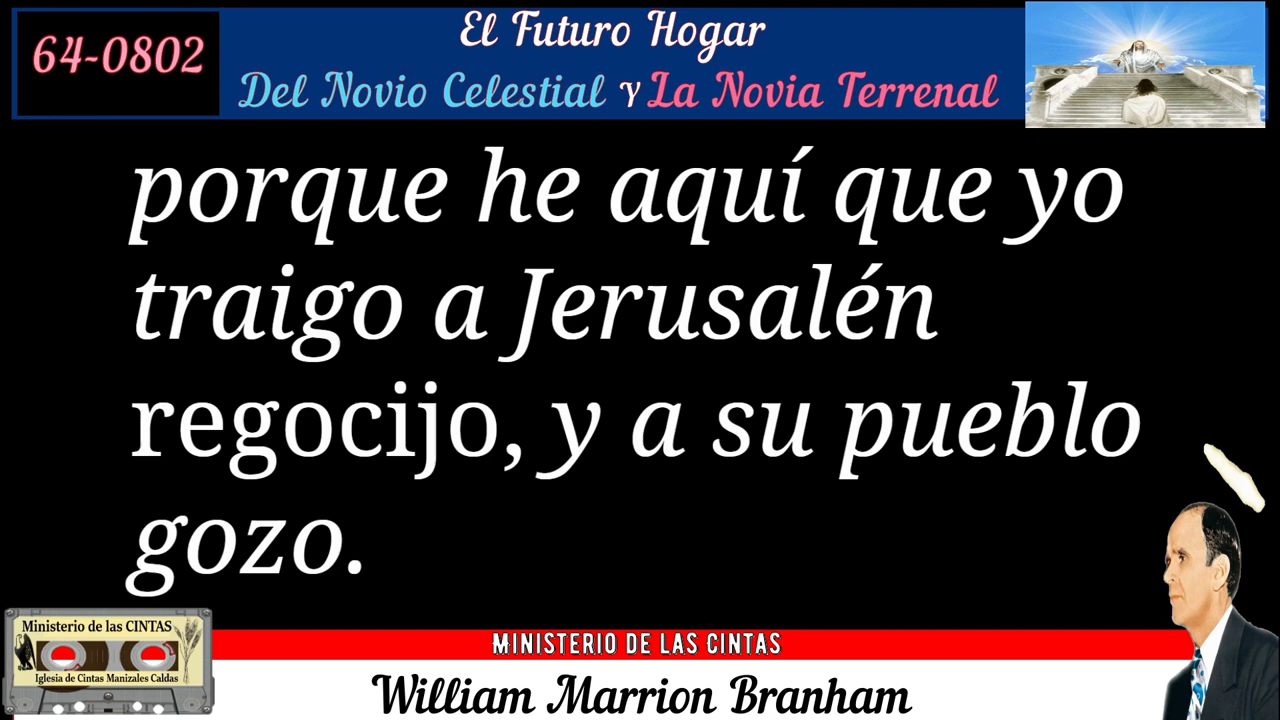 64-0802
El Futuro Hogar
Del Novio Celestial Y La Novia Terrenal
porque he aquí que yo
traigo a Jerusalén
regocijo, y a su pueblo
gozo.
Ministerio de las CINTAS
Iglesia de Cintas Manizales Caldas
MINISTERIO DE LAS CINTAS
William Marrion Branham